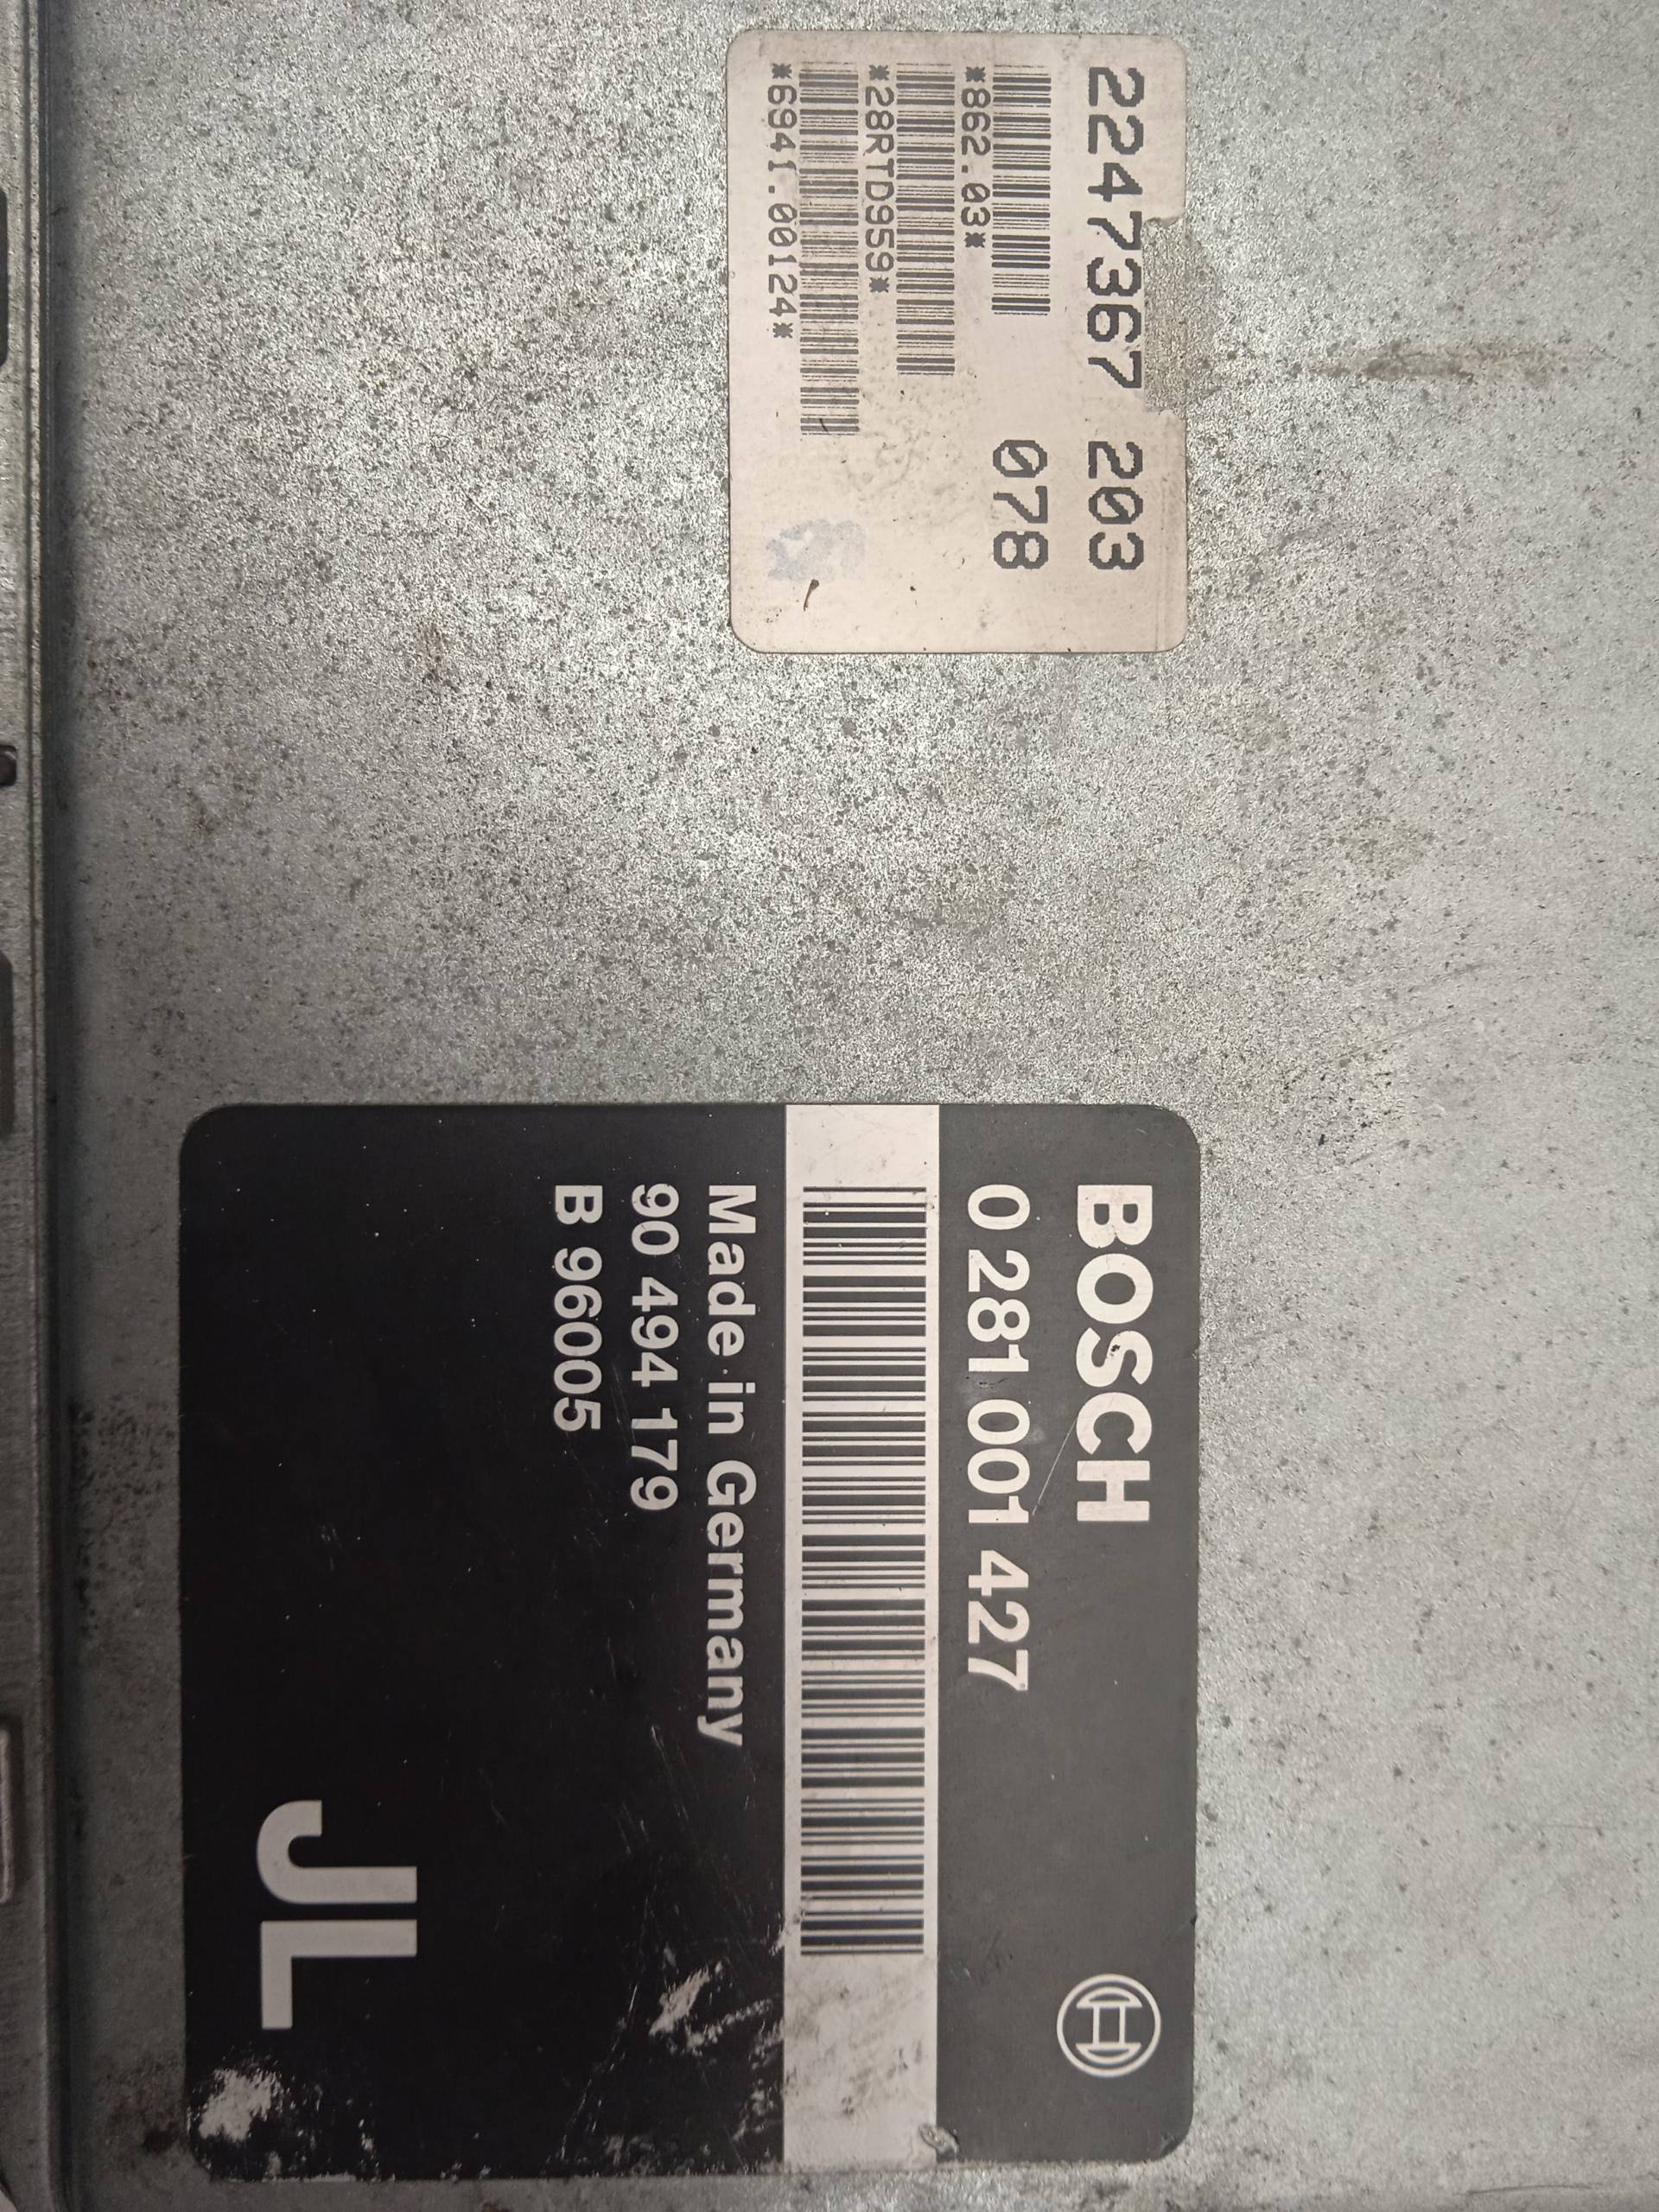 2247367 203
078
*862.03*
*28RTD959*
*6941.00124*
BOSCH
0 281 001 427
Made in Germany
90 494 179
B 96005
JL